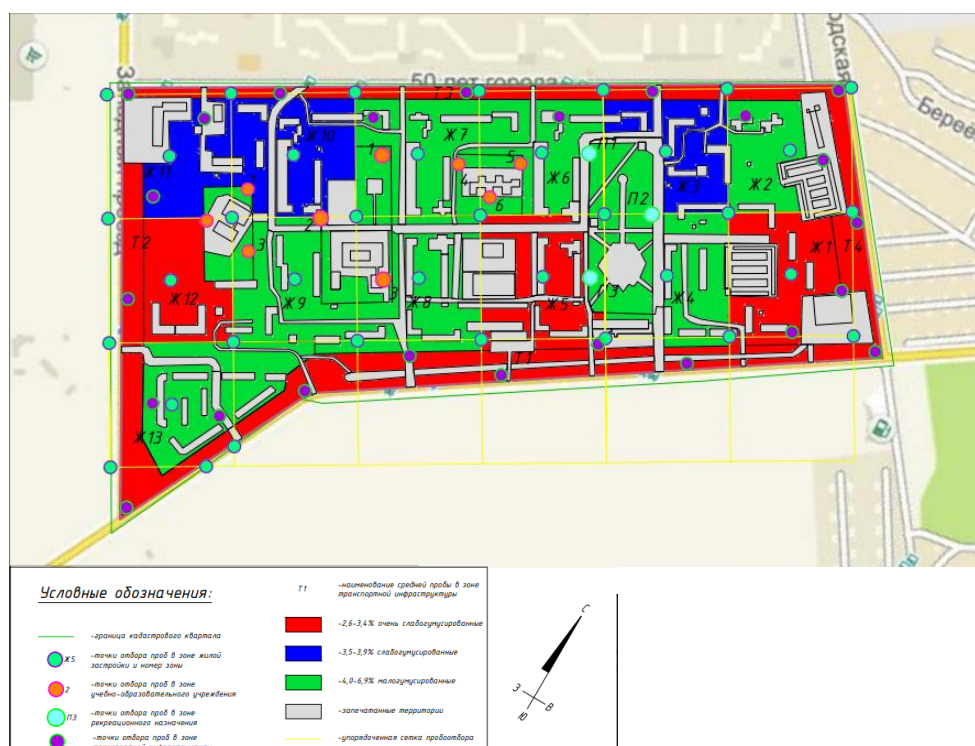 50 лет города
Т3
Ж10
Ж7
П1
Ж11
1
5
Ж6
Ж3
Ж2
4
1
6
П2
2
Т2
3
Ж1
Т4
Ж12
Ж9
3
Ж8
Ж5
3
Ж4
Т1
Ж13
Условные обозначения:
-граница кадастрового квартала
Ж5
-точки отбора проб в зоне жилой
застройки и номер зоны
2
-точки отбора проб в зоне
учебно-образовательного учреждения
П3
-точки отбора проб в зоне
рекреационного назначения
-точки отбора проб в зоне
Т1
-наименование средней пробы в зоне
транспортной инфраструктуры
-2,6-3,4% очень слабогумусированные
-3,5-3,9% слабогумусированные
-4,0-6,9% малогумусированные
-запечатанные территории
-упорядоченная сетка пробоотбора
С
З
В
Ю